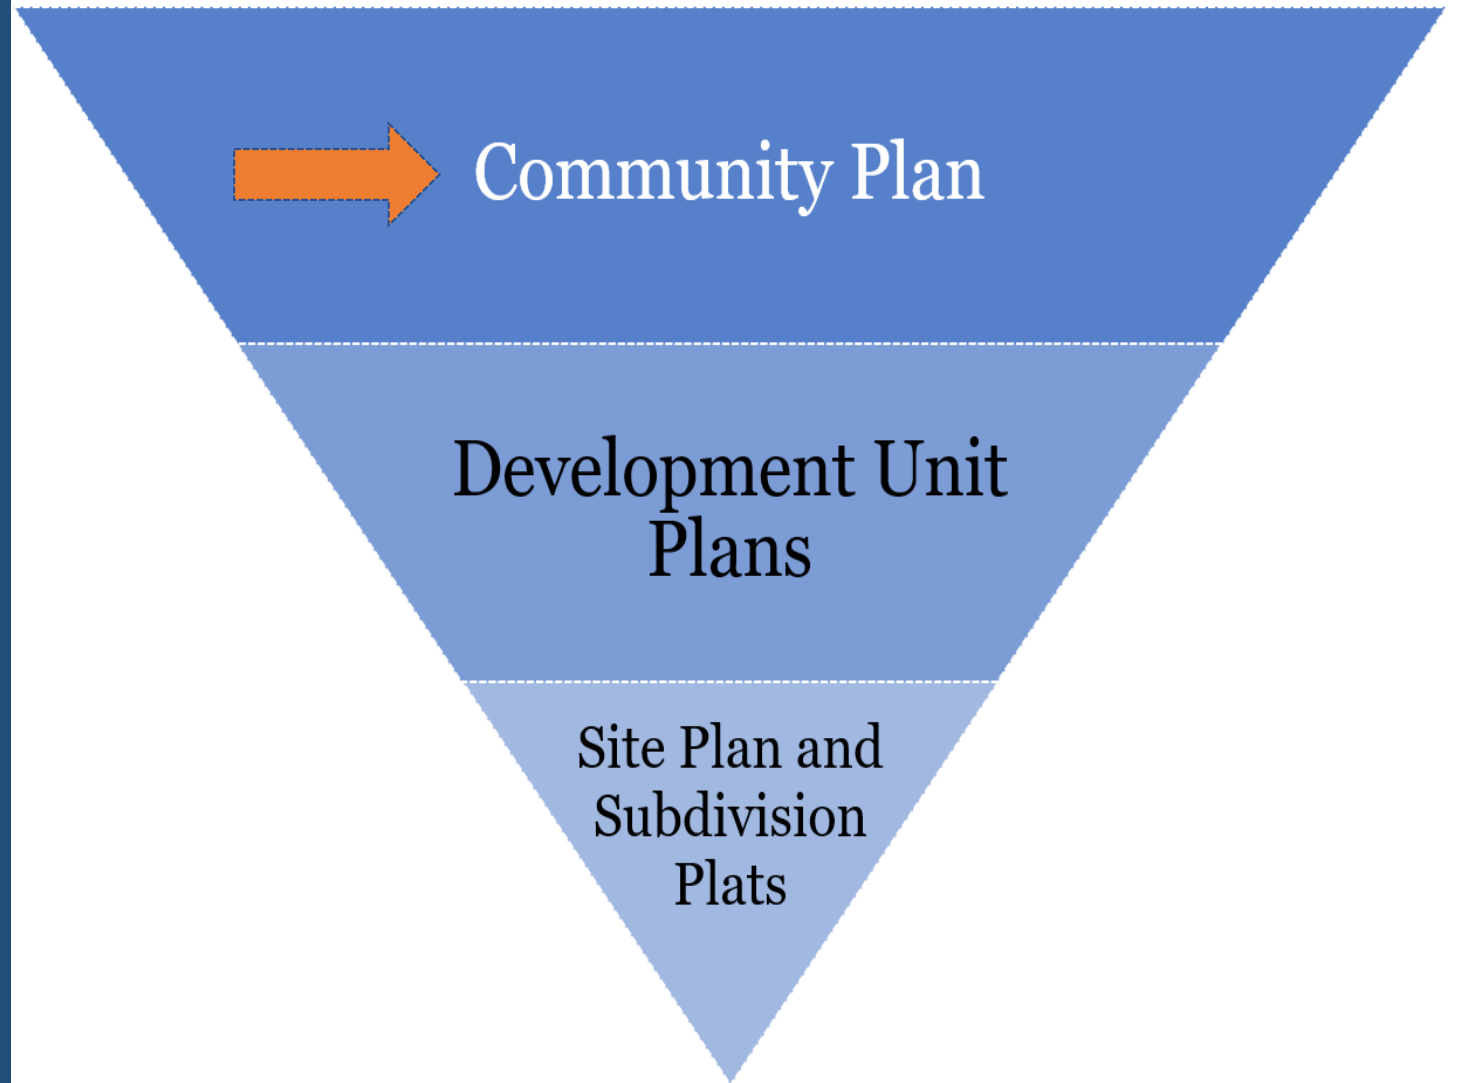 Community Plan
Development Unit
Plans
Site Plan and
Subdivision
Plats